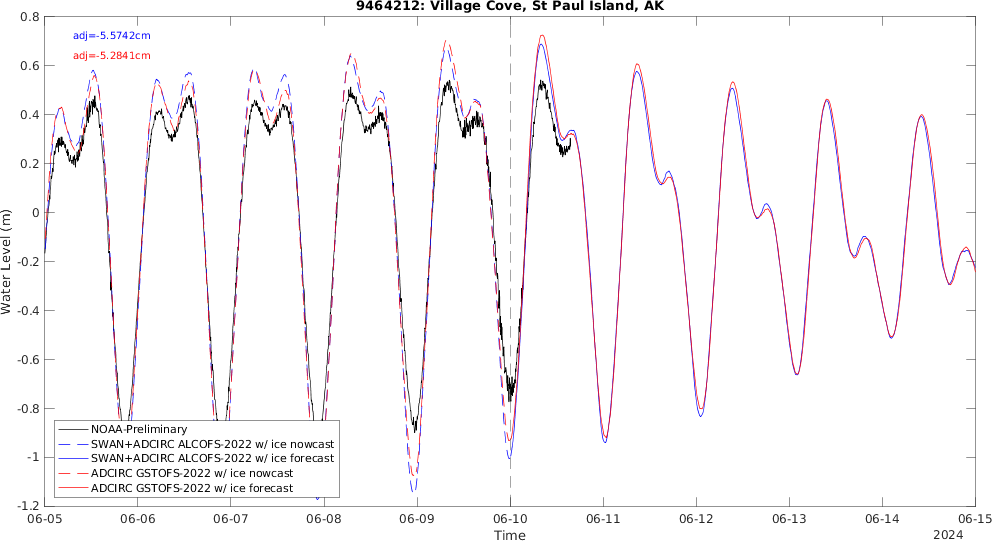 9464212: Village Cove, St Paul Island, AK
adj=-5.5742cm
adj=-5.2841cm
Water Level (m)
0.8
0.6
0.4
0.2
0
-0.2
-0.4
-0.6
-0.8
-1
-1.2
NOAA-Preliminary
SWAN+ADCIRC ALCOFS-2022 w/ ice nowcast
SWAN+ADCIRC ALCOFS-2022 w/ ice forecast
ADCIRC GSTOFS-2022 w/ ice nowcast
ADCIRC GSTOFS-2022 w/ ice forecast
06-05 06-06 06-07 06-08 06-09 06-10 06-11 06-12 06-13 06-14 06-15
Time
2024